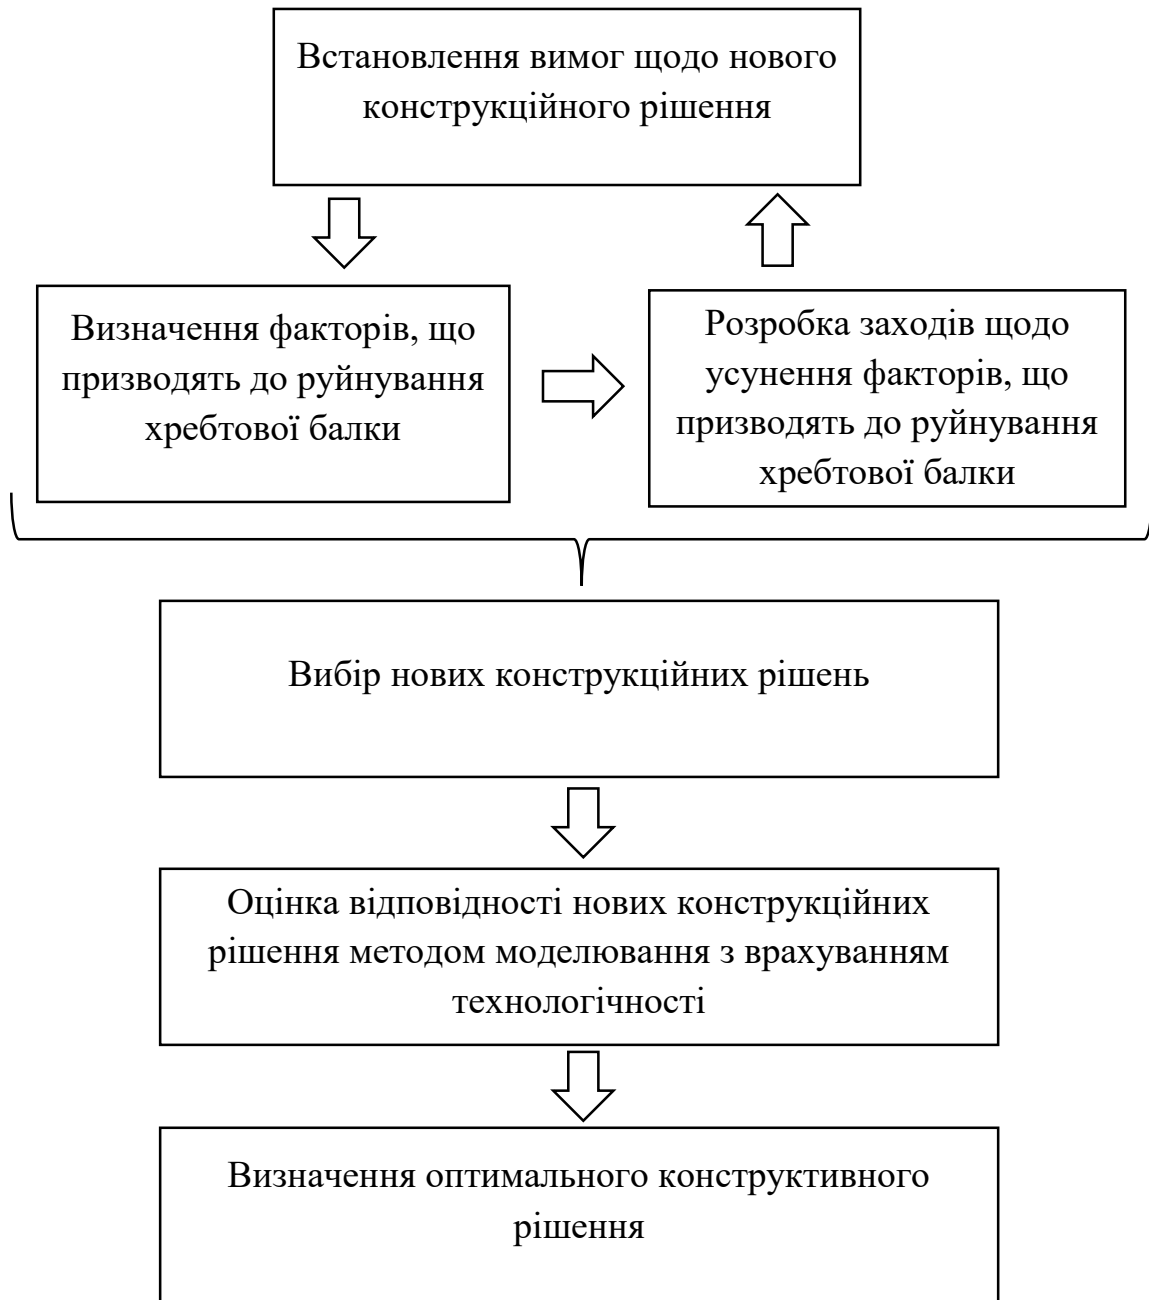 Встановлення вимог щодо нового
конструкційного рішення
Визначення факторів, що
призводять до руйнування
хребтової балки
Розробка заходів щодо
усунення факторів, що
призводять до руйнування
хребтової балки
Вибір нових конструкційних рішень
Оцінка відповідності нових конструкційних
рішення методом моделювання з врахуванням
технологічності
Визначення оптимального конструктивного
рішення